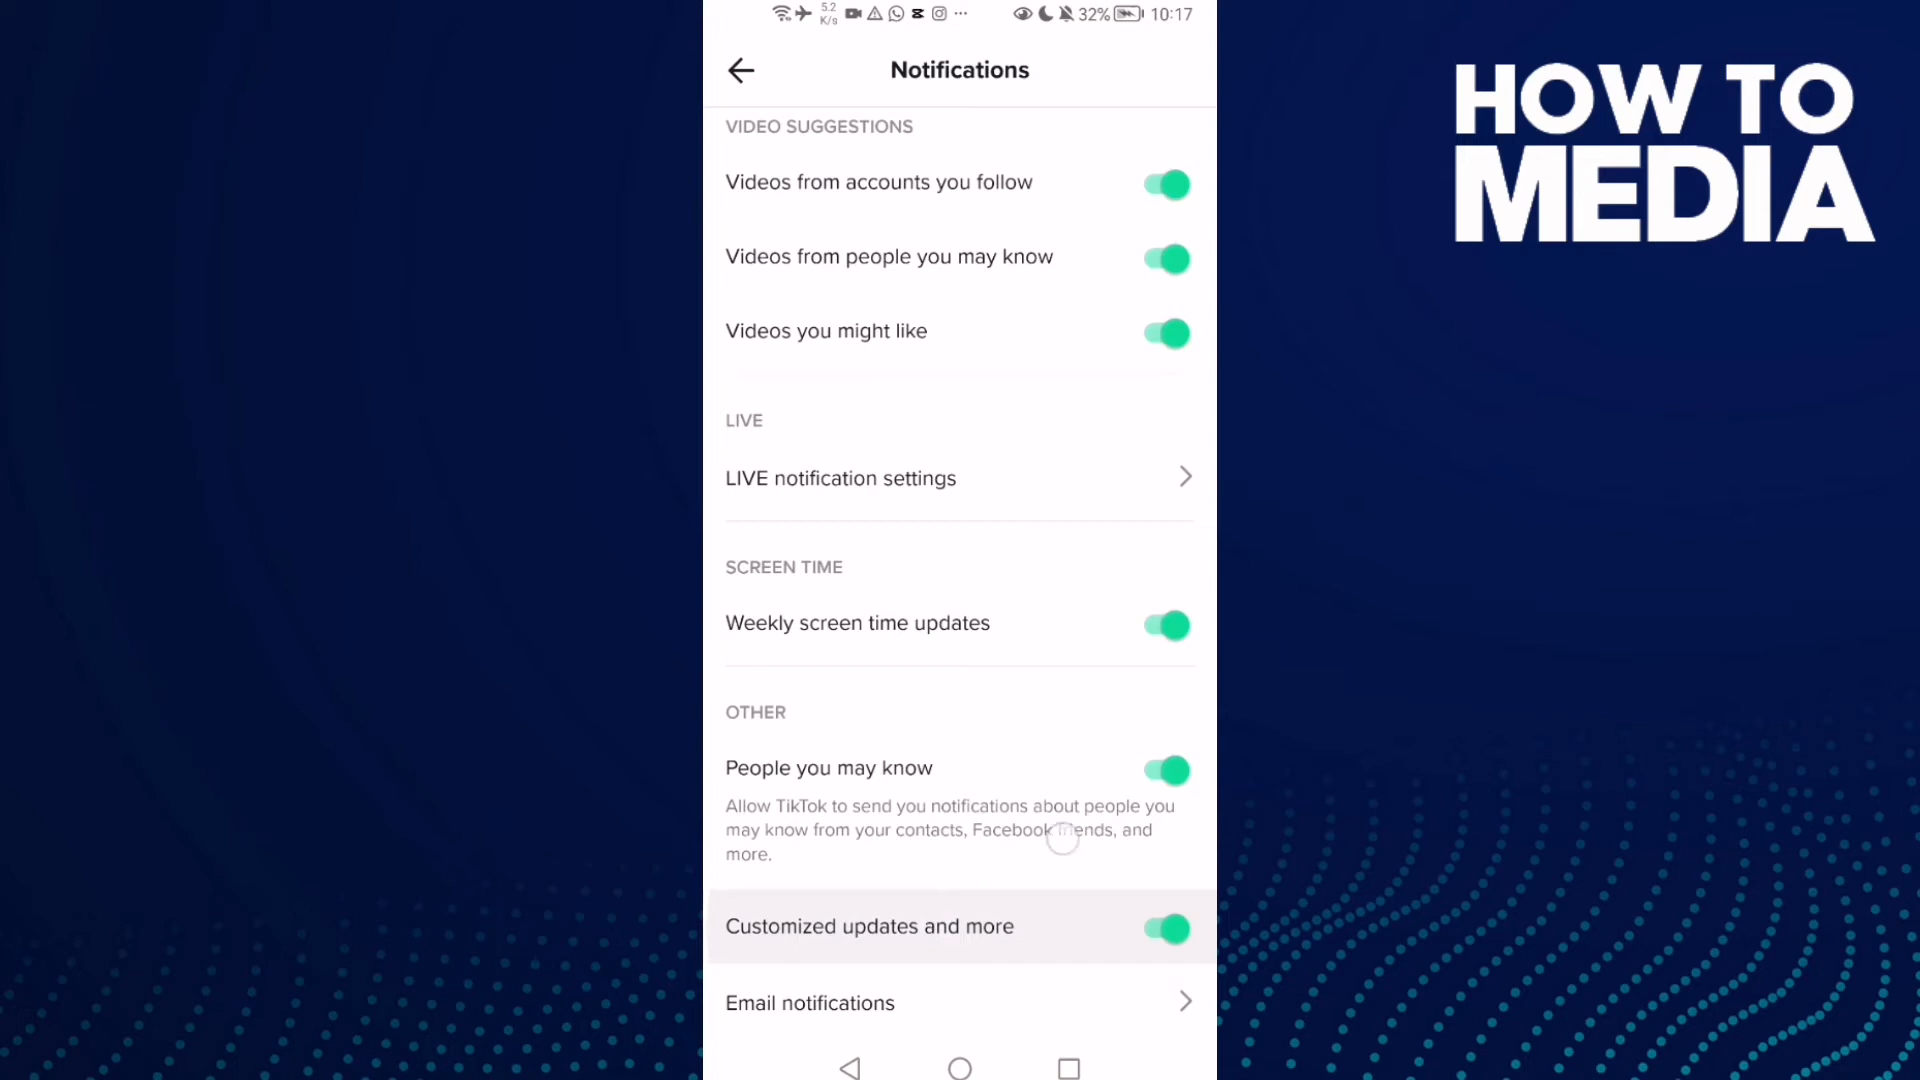 5.2
K/s
32%
10:17
Notifications
HOW TO
MEDIA
VIDEO SUGGESTIONS
Videos from accounts you follow
Videos from people you may know
Videos you might like
LIVE
LIVE notification settings
SCREEN TIME
Weekly screen time updates
OTHER
People you may know
Allow TikTok to send you notifications about people you
may know from your contacts, Facebook friends, and
more.
Customized updates and more
Email notifications